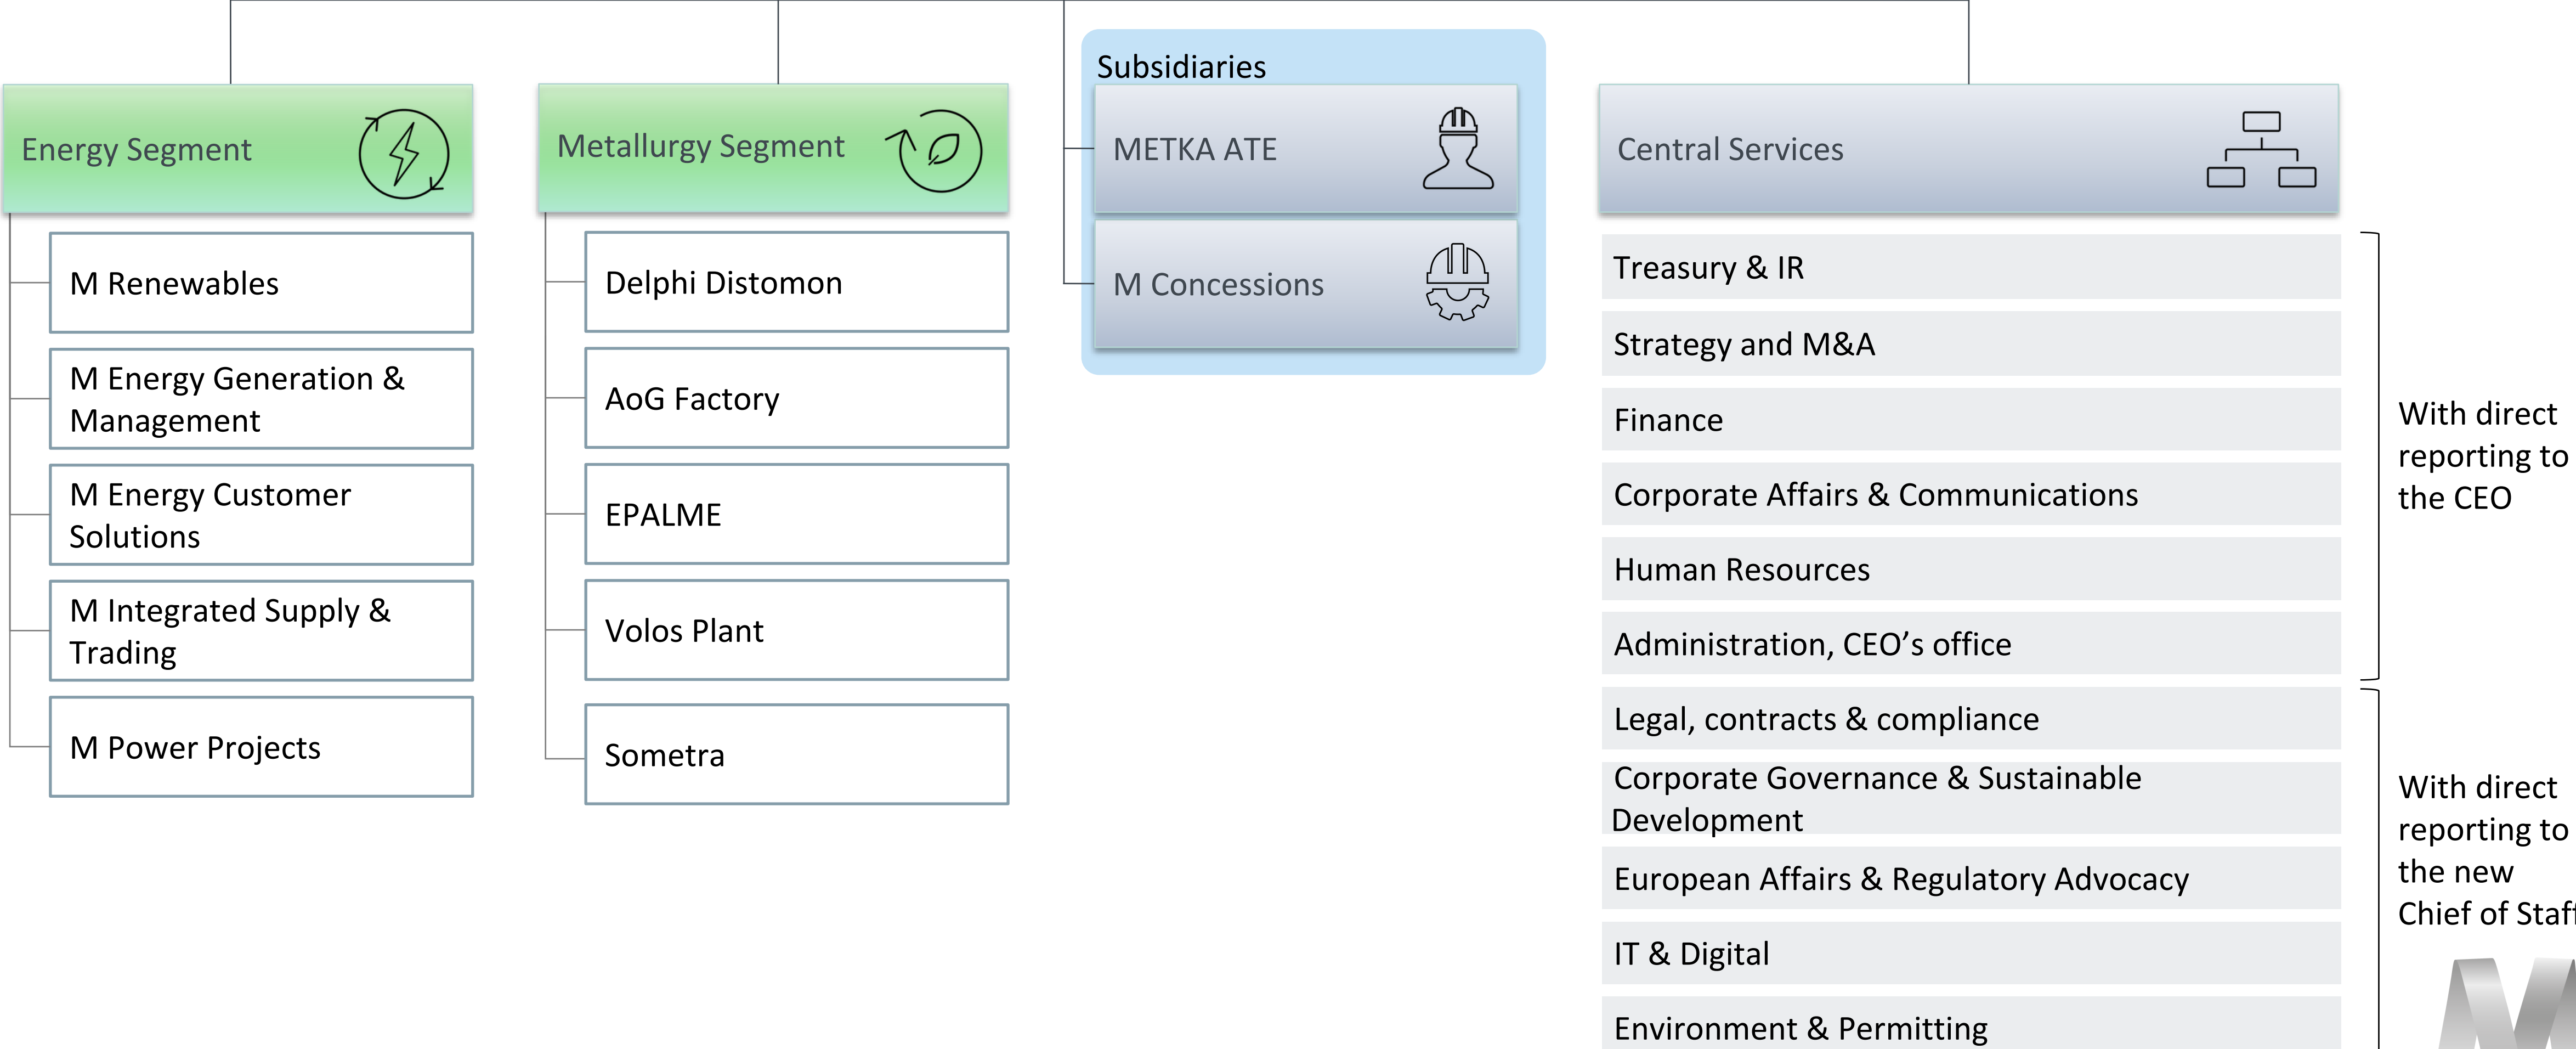 Energy Segment
M Renewables
M Energy Generation &
Management
M Energy Customer
Solutions
M Integrated Supply &
Trading
M Power Projects
Metallurgy Segment
Delphi Distomon
AoG Factory
EPALME
Volos Plant
Sometra
Subsidiaries
METKA ATE
M Concessions
Central Services
Treasury & IR
Strategy and M&A
Finance
Corporate Affairs & Communications
Human Resources
Administration, CEO’s office
Legal, contracts & compliance
Corporate Governance & Sustainable
Development
European Affairs & Regulatory Advocacy
IT & Digital
Environment & Permitting
With direct
reporting to
the CEO
With direct
reporting to
the new
Chief of Staff